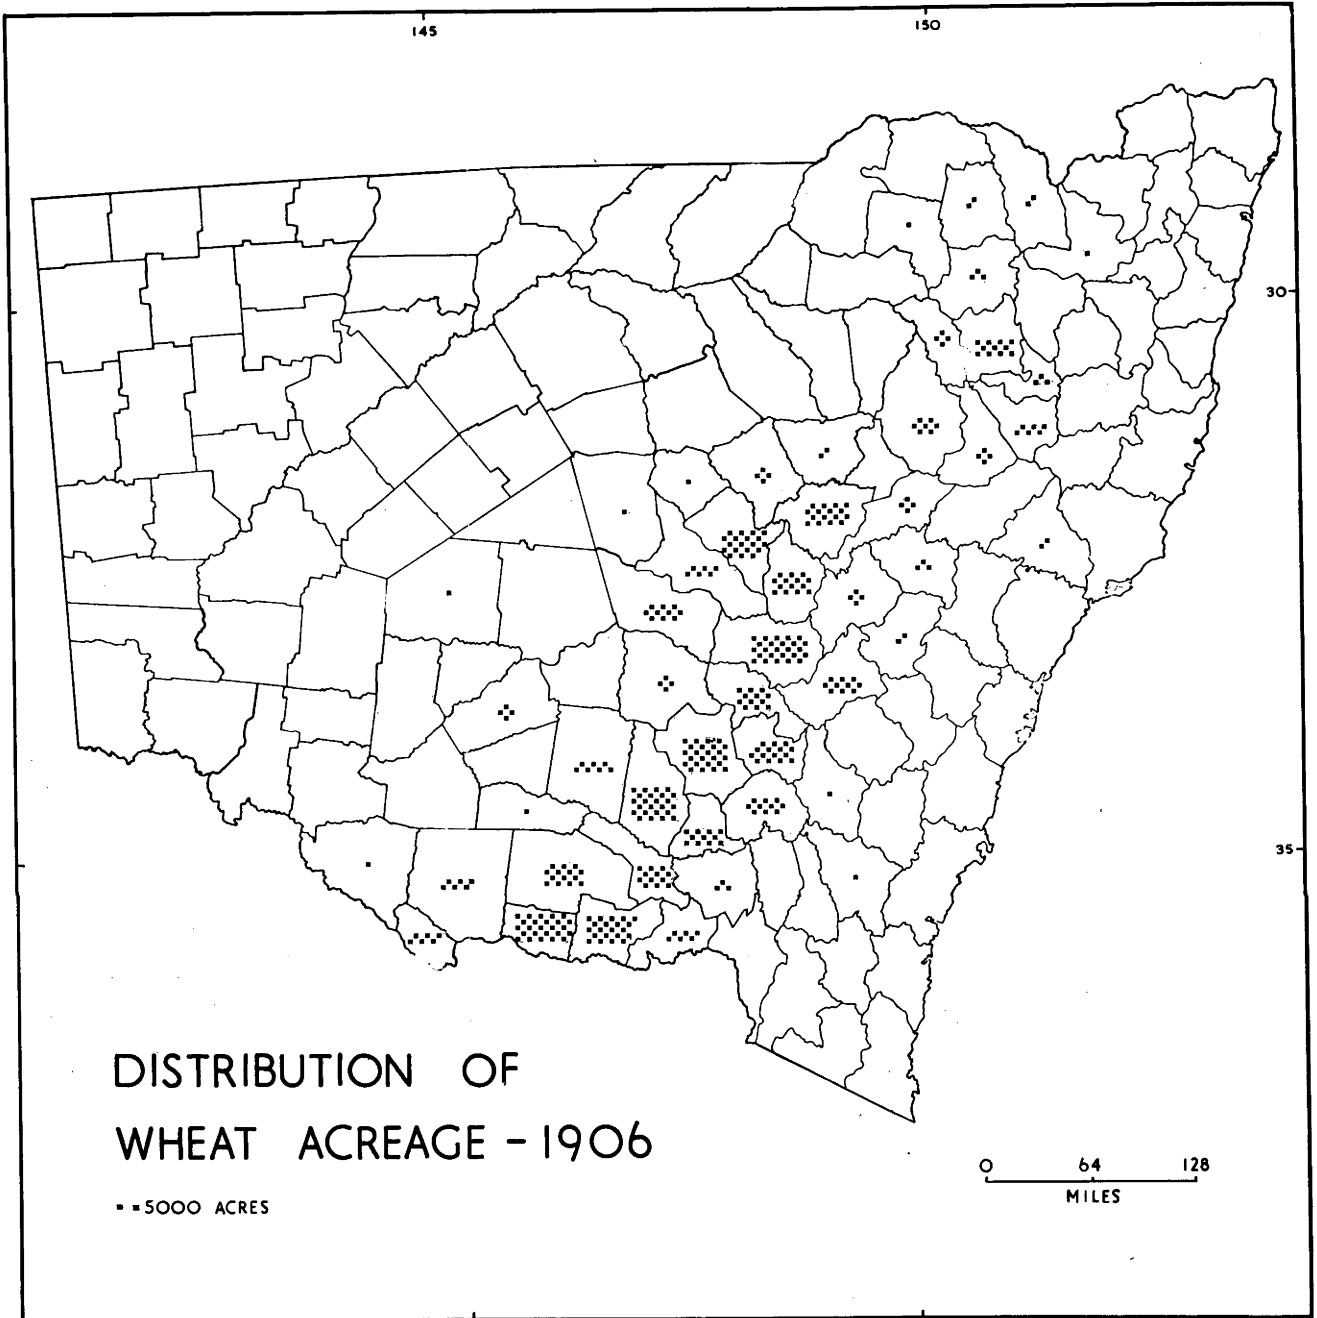 145
150
30
35
DISTRIBUTION OF
WHEAT ACREAGE - 1906
▪ = 5000 ACRES
0 64 128
MILES